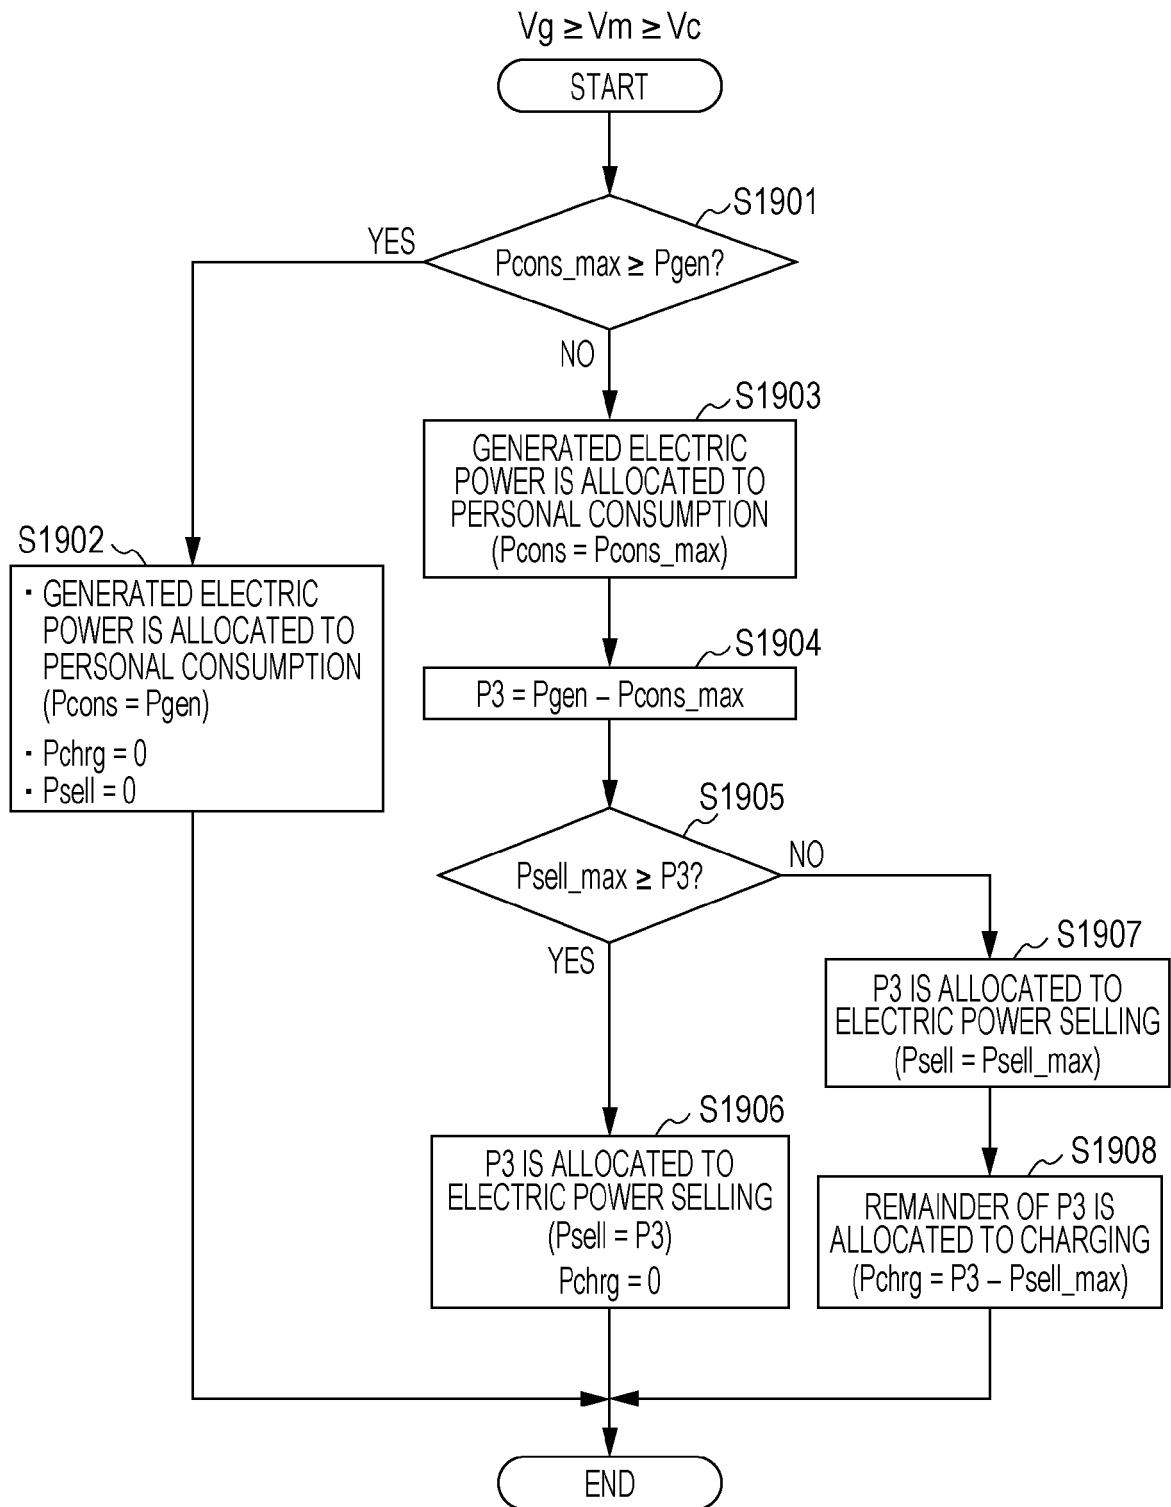 Vg ≥ Vm ≥ Vc
START
S1901
Pcons_max ≥ Pgen?
YES
NO
S1903
GENERATED ELECTRIC
POWER IS ALLOCATED TO
PERSONAL CONSUMPTION
(Pcons = Pcons_max)
S1902
· GENERATED ELECTRIC
POWER IS ALLOCATED TO
PERSONAL CONSUMPTION
(Pcons = Pgen)
· Pchrg = 0
· Psell = 0
S1904
P3 = Pgen – Pcons_max
S1905
Psell_max ≥ P3?
NO
YES
S1907
P3 IS ALLOCATED TO
ELECTRIC POWER SELLING
(Psell = Psell_max)
S1906
P3 IS ALLOCATED TO
ELECTRIC POWER SELLING
(Psell = P3)
Pchrg = 0
S1908
REMAINDER OF P3 IS
ALLOCATED TO CHARGING
(Pchrg = P3 – Psell_max)
END